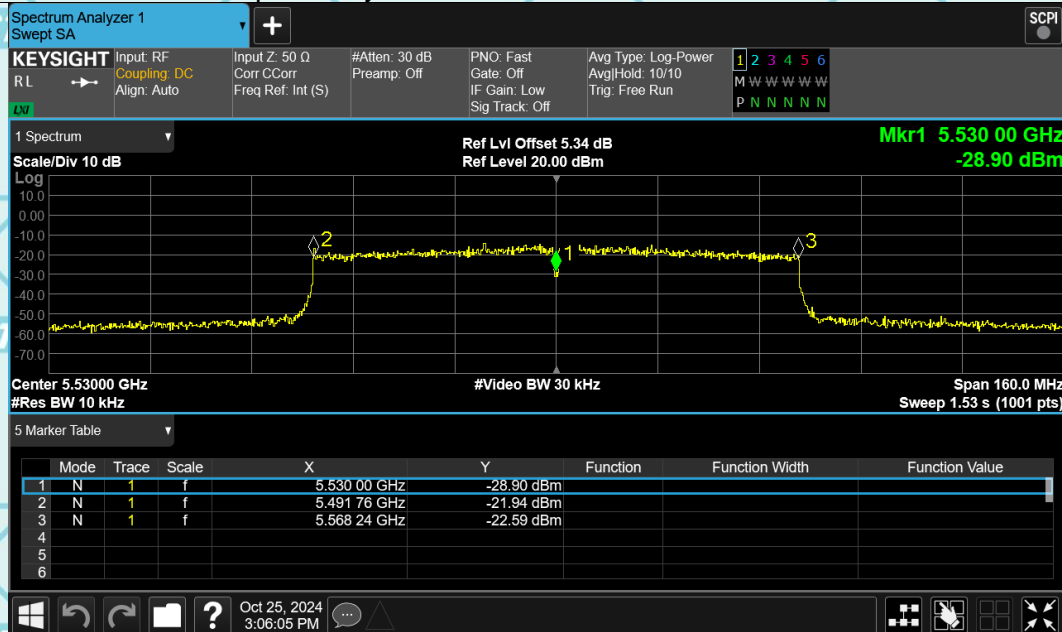 Spectrum Analyzer 1
Swept SA
+
SCPI
KEYSIGHT
RL
LXI
Input: RF
Coupling: DC
Align: Auto
Input Z: 50 Ω
Corr CCorr
Freq Ref: Int (S)
#Atten: 30 dB
Preamp: Off
PNO: Fast
Gate: Off
IF Gain: Low
Sig Track: Off
Avg Type: Log-Power
Avg|Hold: 10/10
Trig: Free Run
1 2 3 4 5 6
M W W W W W
P N N N N N
1 Spectrum
Scale/Div 10 dB
Ref Lvl Offset 5.34 dB
Ref Level 20.00 dBm
Mkr1 5.530 00 GHz
-28.90 dBm
Log
10.0
0.00
-10.0
-20.0
-30.0
-40.0
-50.0
-60.0
-70.0
2
1
3
Center 5.53000 GHz
#Res BW 10 kHz
#Video BW 30 kHz
Span 160.0 MHz
Sweep 1.53 s (1001 pts)
5 Marker Table
Mode Trace Scale X Y Function Function Width Function Value
1 N 1 f 5.530 00 GHz -28.90 dBm
2 N 1 f 5.491 76 GHz -21.94 dBm
3 N 1 f 5.568 24 GHz -22.59 dBm
4
5
6
?
Oct 25, 2024
3:06:05 PM